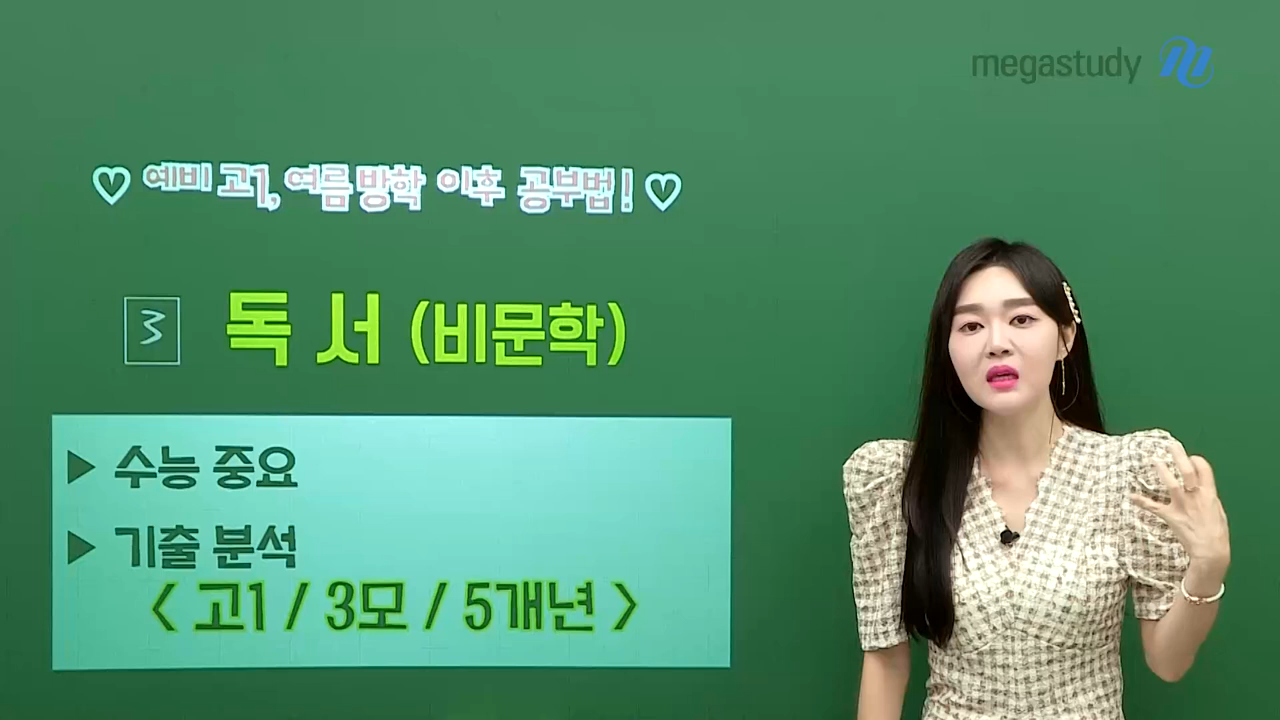 megastudy
♡ 예비 고1, 여름방학 이후 공부법! ♡
3 독서 (비문학)
▶ 수능 중요
▶ 기출 분석
< 고1 / 3모 / 5개년 >